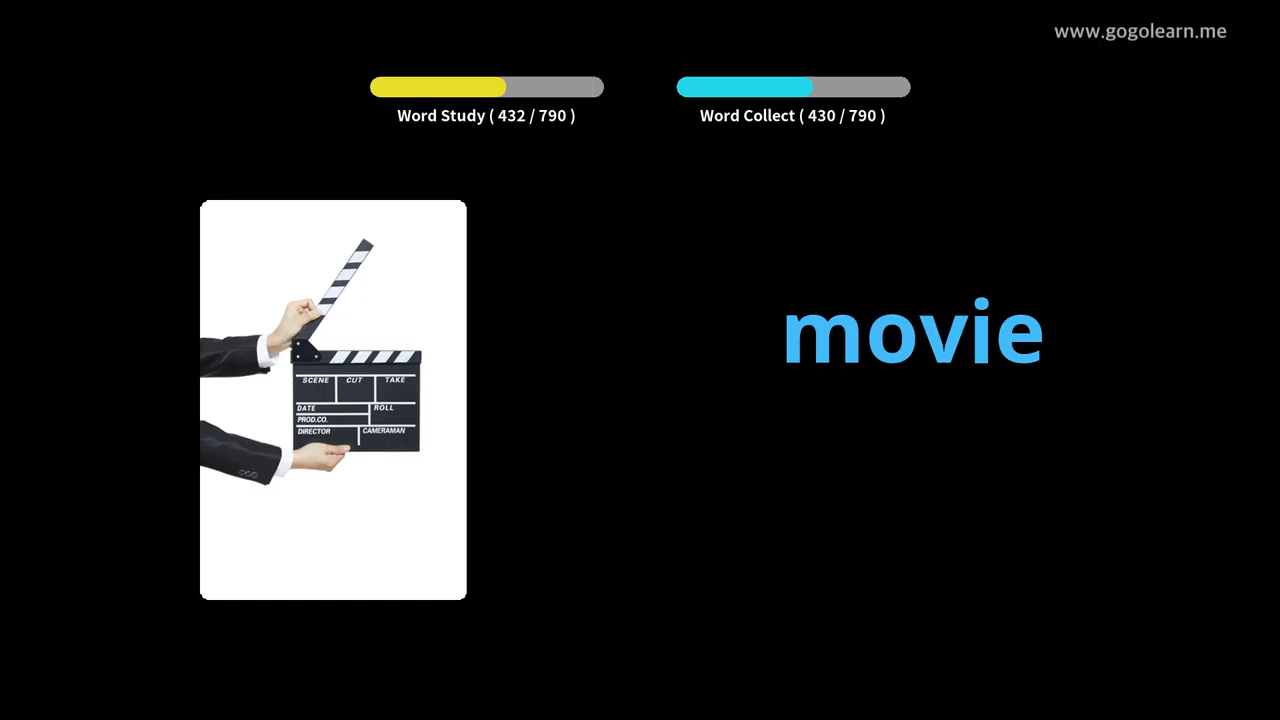 www.gogolearn.me
Word Study ( 432 / 790 )
Word Collect ( 430 / 790 )
movie
SCENE CUT TAKE
DATE ROLL
PROD.CO.
DIRECTOR CAMERAMAN